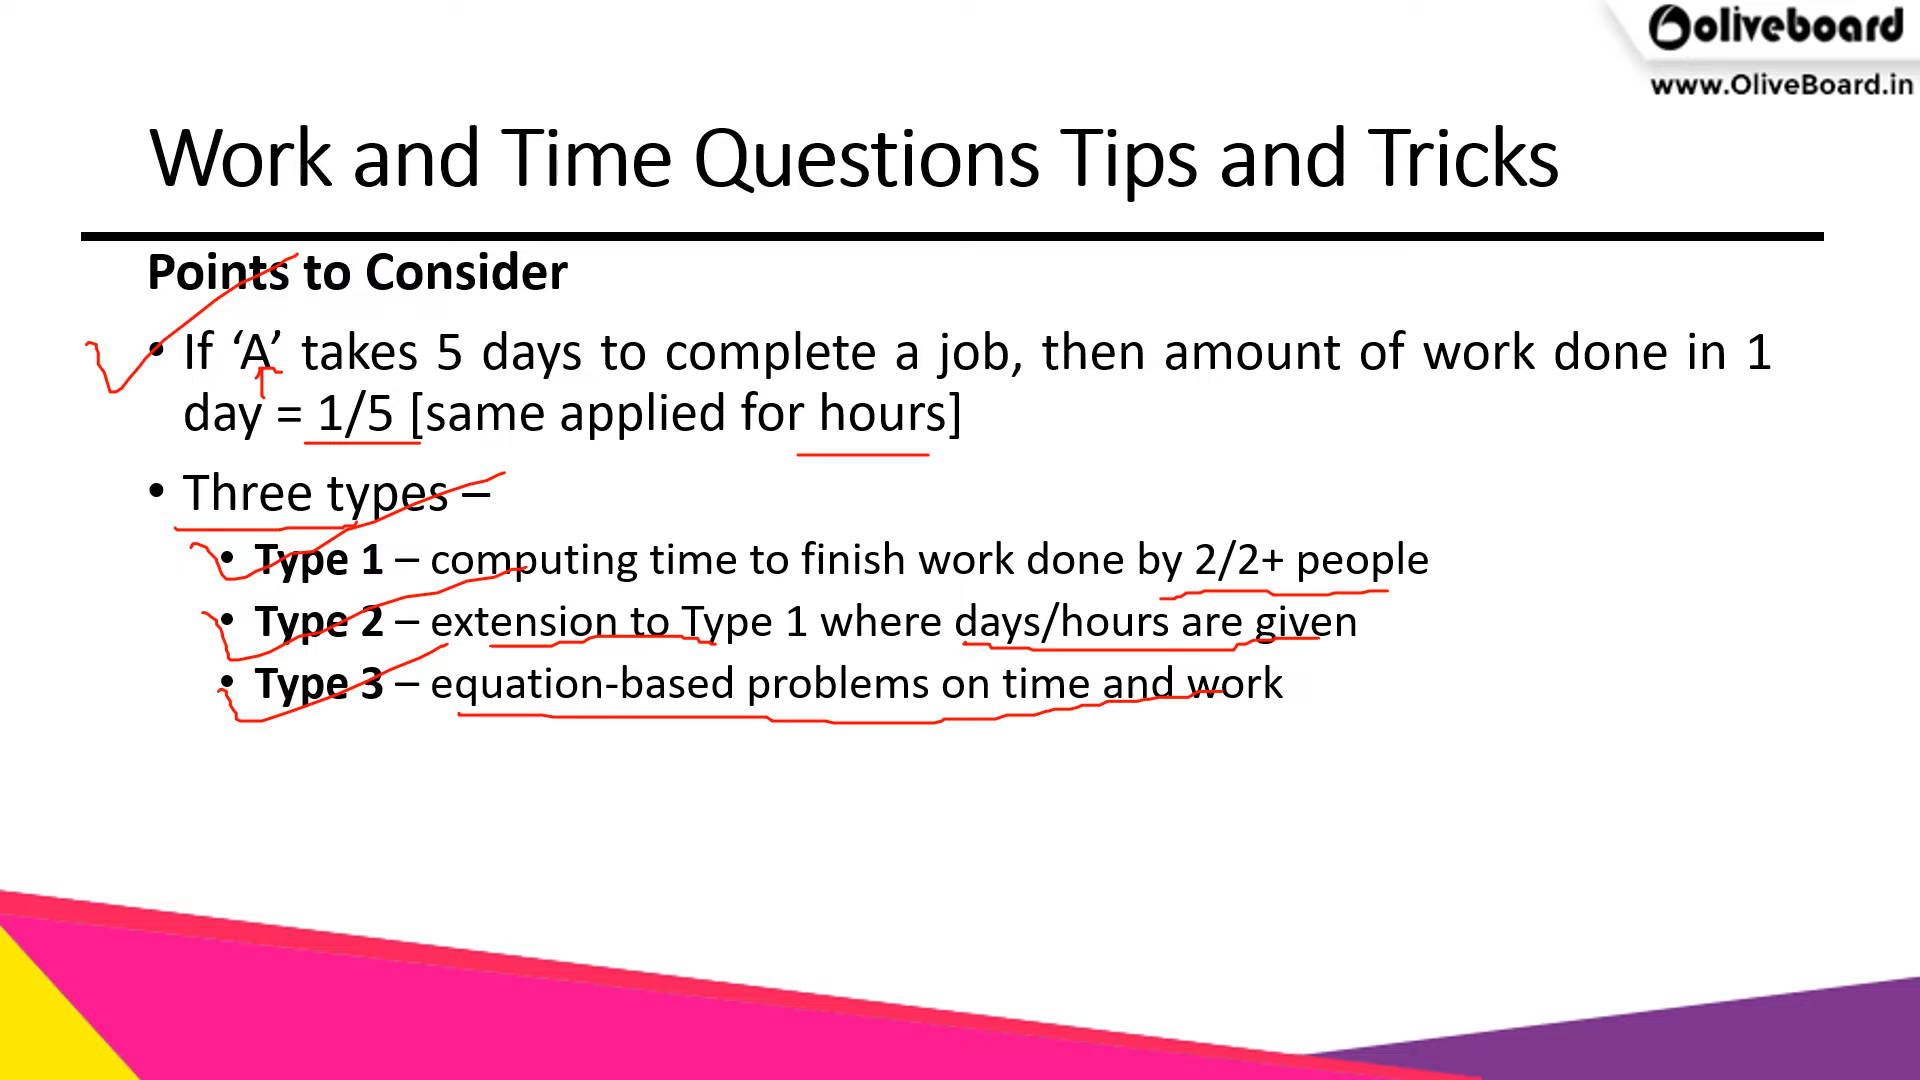 oliveboard
www.OliveBoard.in
Work and Time Questions Tips and Tricks
Points to Consider
• If ‘A’ takes 5 days to complete a job, then amount of work done in 1
day = 1/5 [same applied for hours]
• Three types –
• Type 1 – computing time to finish work done by 2/2+ people
• Type 2 – extension to Type 1 where days/hours are given
• Type 3 – equation-based problems on time and work